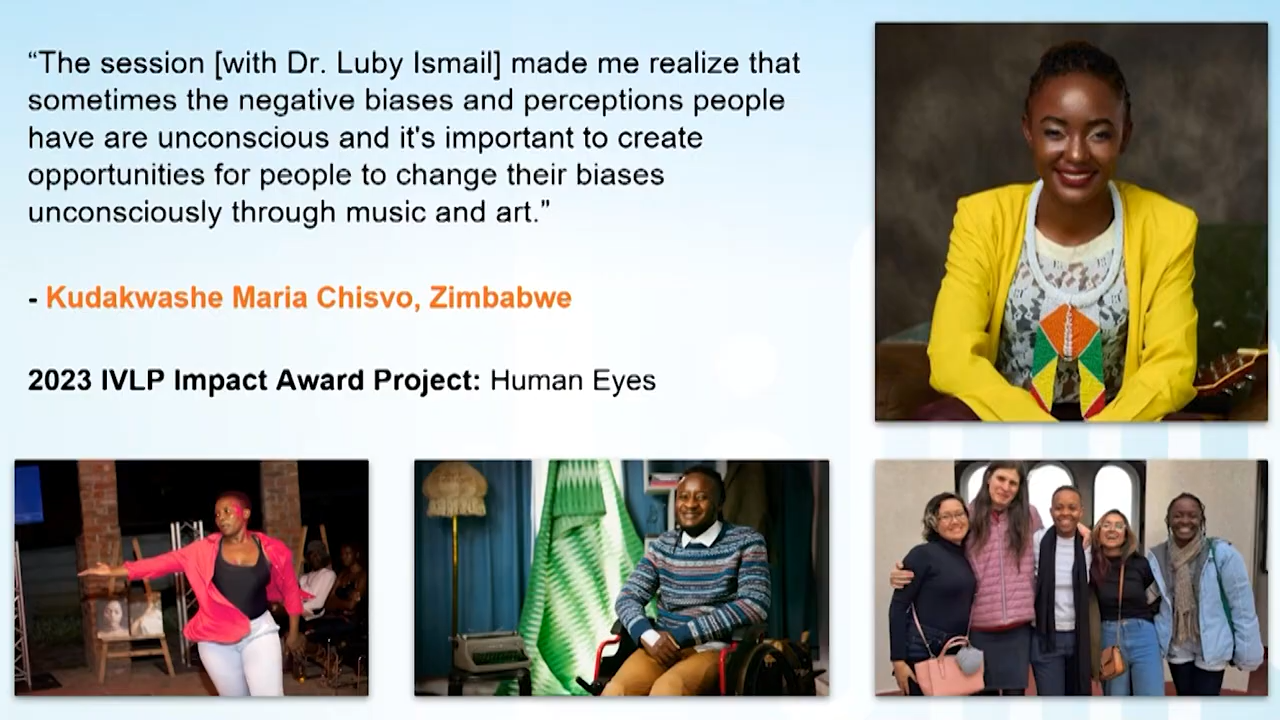 “The session [with Dr. Luby Ismail] made me realize that
sometimes the negative biases and perceptions people
have are unconscious and it's important to create
opportunities for people to change their biases
unconsciously through music and art.”
- Kudakwashe Maria Chisvo, Zimbabwe
2023 IVLP Impact Award Project: Human Eyes